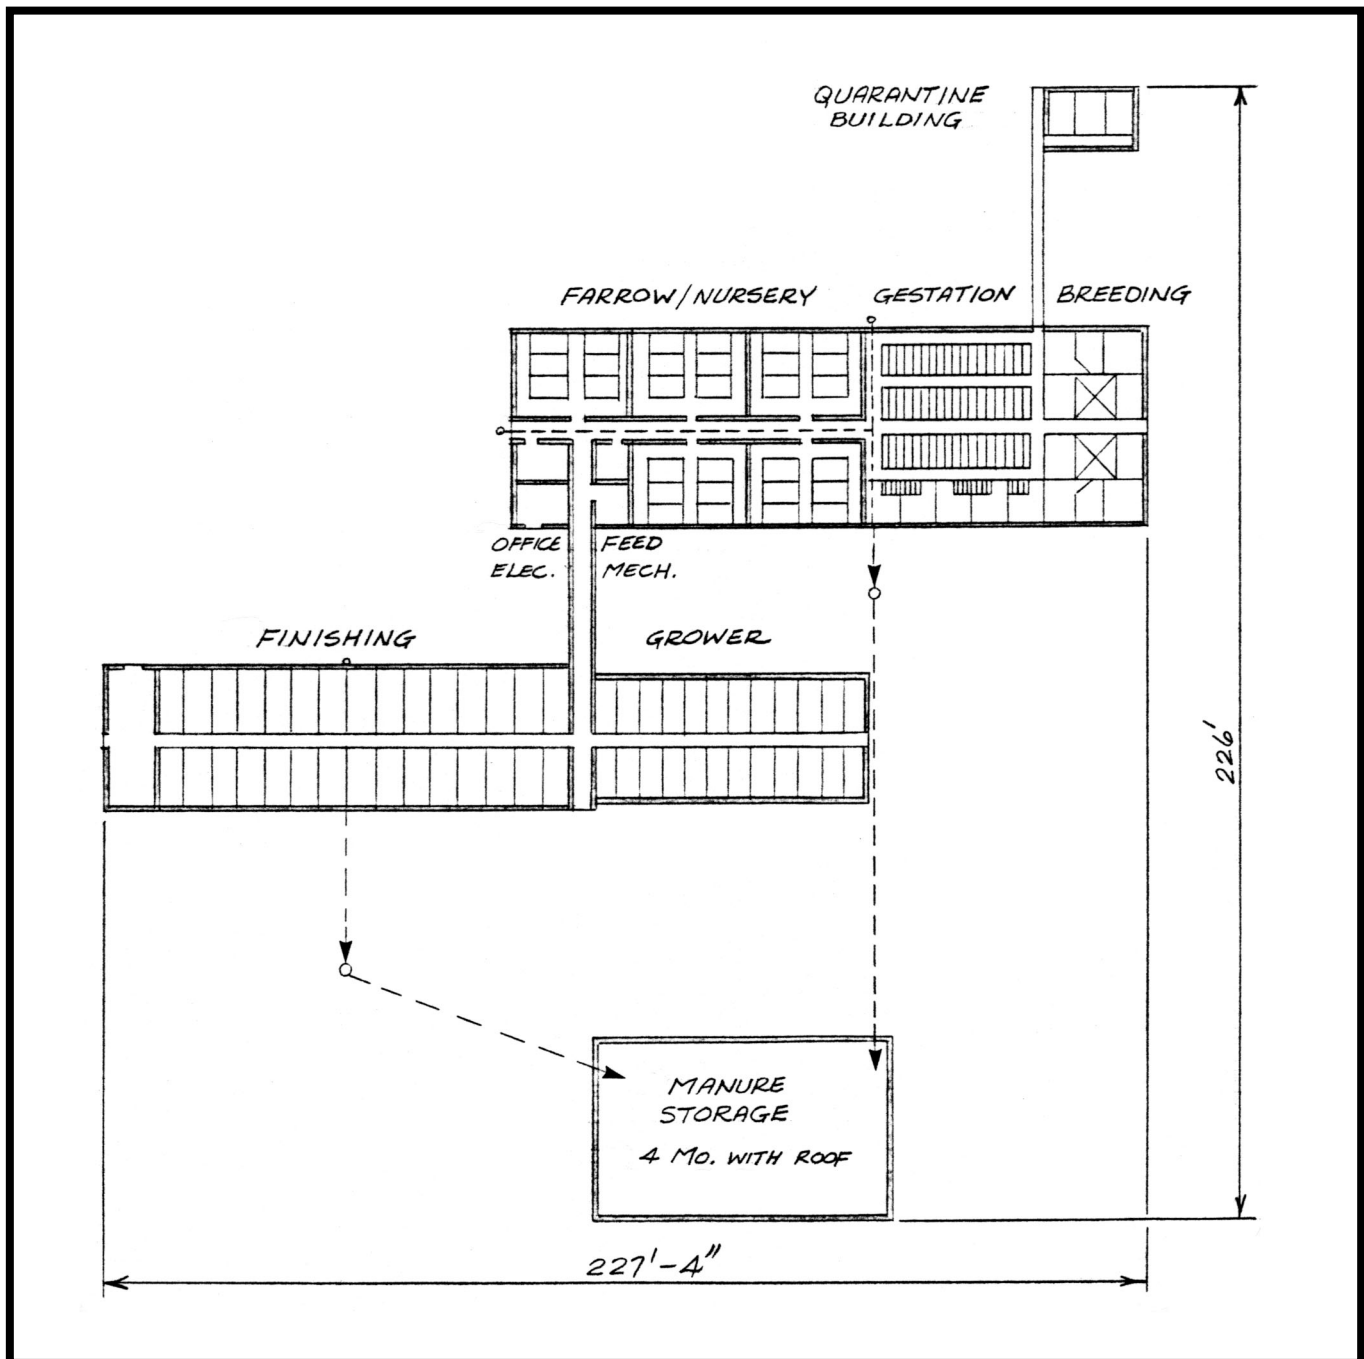 QUARANTINE
BUILDING
FARROW/NURSERY
GESTATION
BREEDING
OFFICE
ELEC.
FEED
MECH.
FINISHING
GROWER
226'
MANURE
STORAGE
4 MO. WITH ROOF
227'-4"